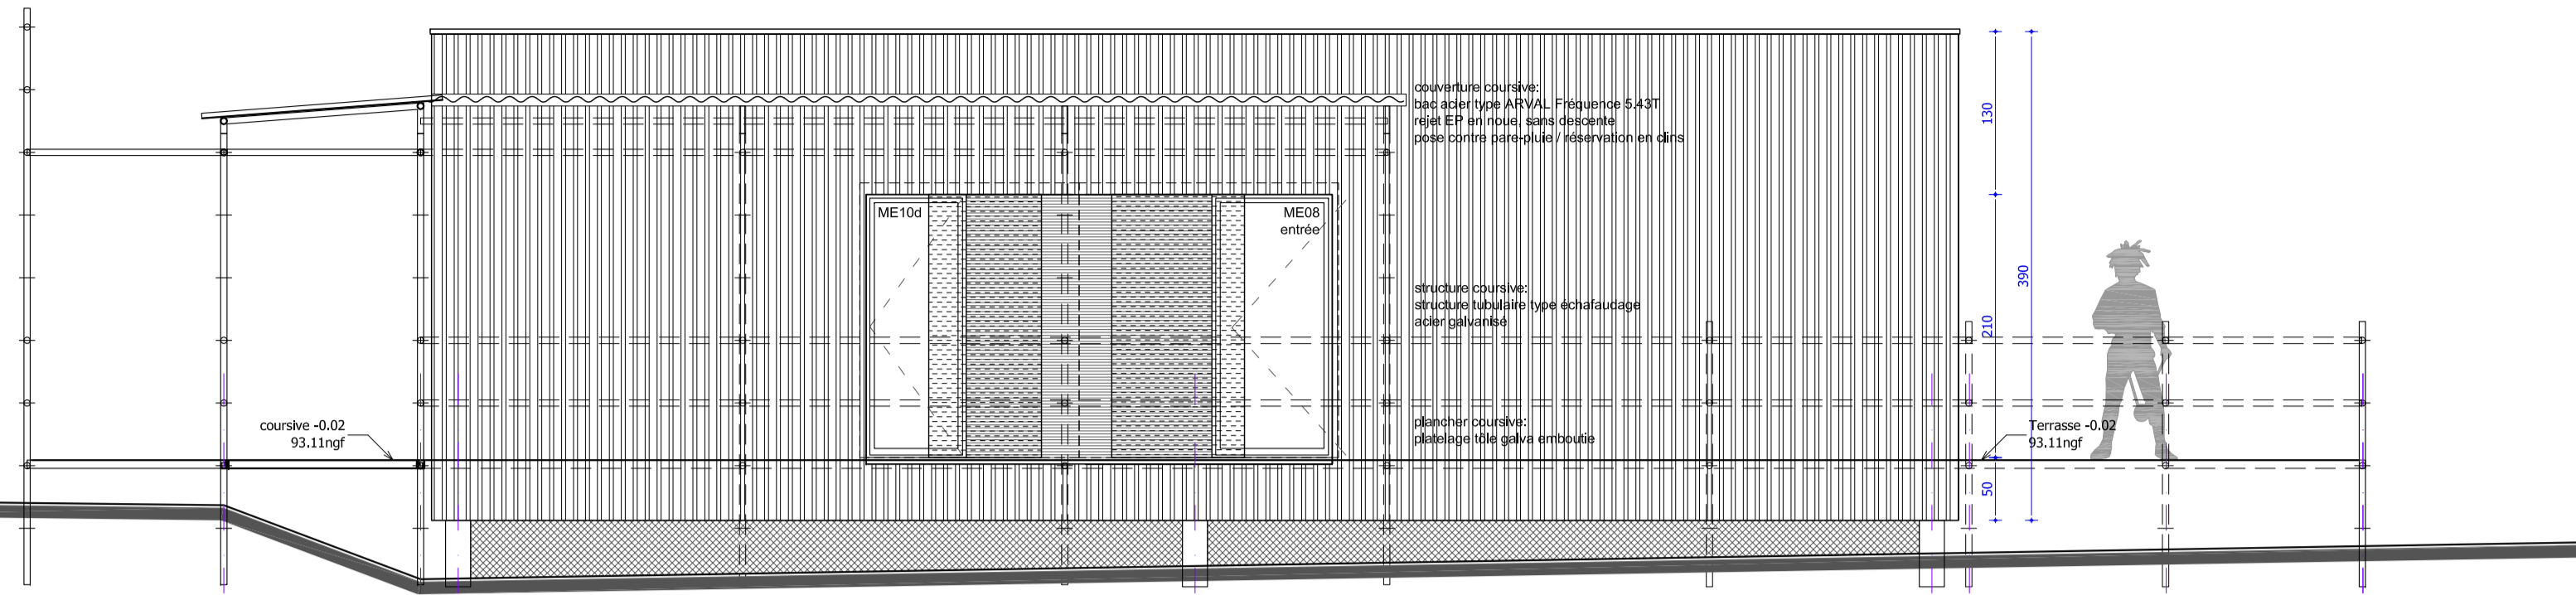 couverture coursive:
bac acier type ARVAL Fréquence 5.43T
rejet EP en noue, sans descente
pose contre pare-pluie / réservation en clins
130
ME10d
ME08
entrée
390
structure coursive:
structure tubulaire type échafaudage
acier galvanisé
210
plancher coursive:
platelage tôle galva emboutie
coursive -0.02
93.11ngf
Terrasse -0.02
93.11ngf
50